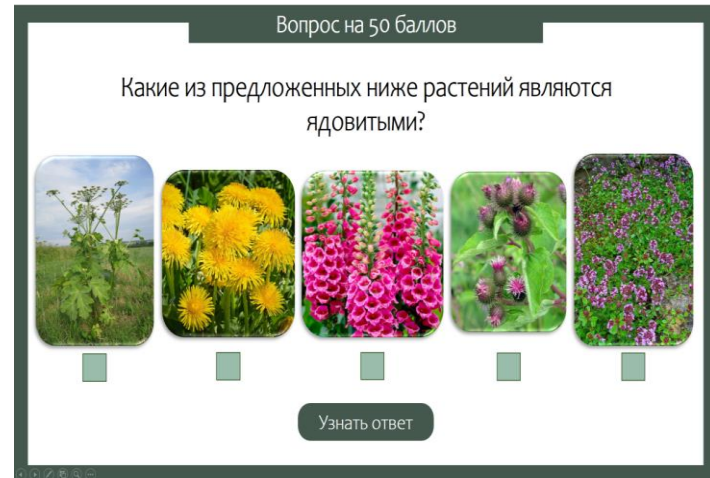 Вопрос на 50 баллов
Какие из предложенных ниже растений являются
ядовитыми?
Узнать ответ